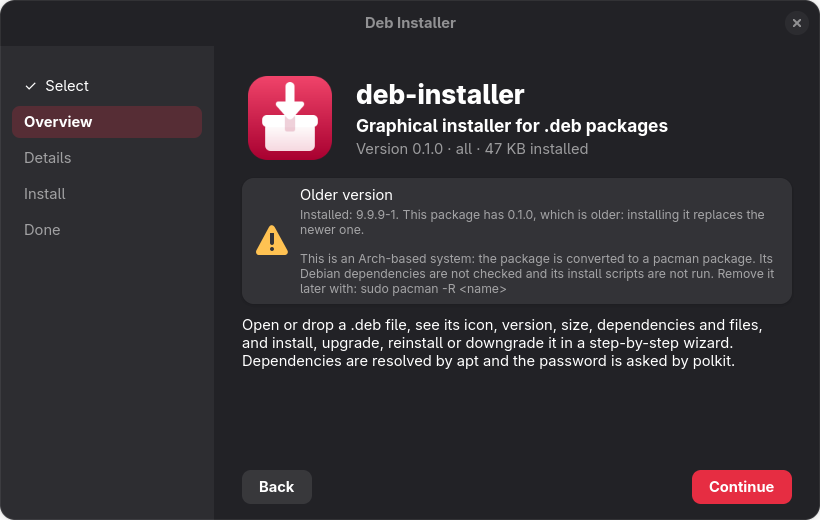 Deb Installer
✓ Select
Overview
Details
Install
Done
deb-installer
Graphical installer for .deb packages
Version 0.1.0 · all · 47 KB installed
Older version
Installed: 9.9.9-1. This package has 0.1.0, which is older: installing it replaces the
newer one.
This is an Arch-based system: the package is converted to a pacman package. Its
Debian dependencies are not checked and its install scripts are not run. Remove it
later with: sudo pacman -R <name>
Open or drop a .deb file, see its icon, version, size, dependencies and files,
and install, upgrade, reinstall or downgrade it in a step-by-step wizard.
Dependencies are resolved by apt and the password is asked by polkit.
Back
Continue